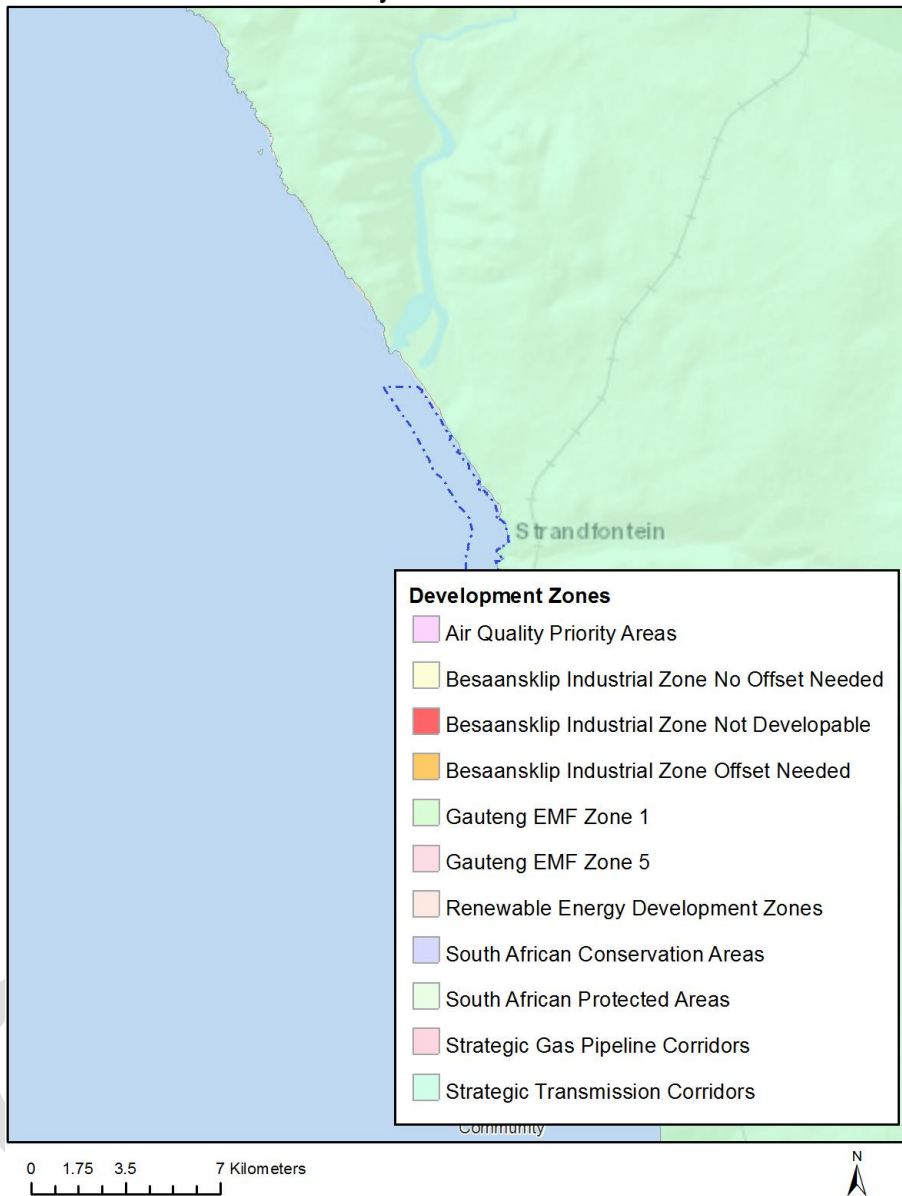 Strandfontein
Development Zones
Air Quality Priority Areas
Besaansklip Industrial Zone No Offset Needed
Besaansklip Industrial Zone Not Developable
Besaansklip Industrial Zone Offset Needed
Gauteng EMF Zone 1
Gauteng EMF Zone 5
Renewable Energy Development Zones
South African Conservation Areas
South African Protected Areas
Strategic Gas Pipeline Corridors
Strategic Transmission Corridors
Community
0 1.75 3.5 7 Kilometers
N